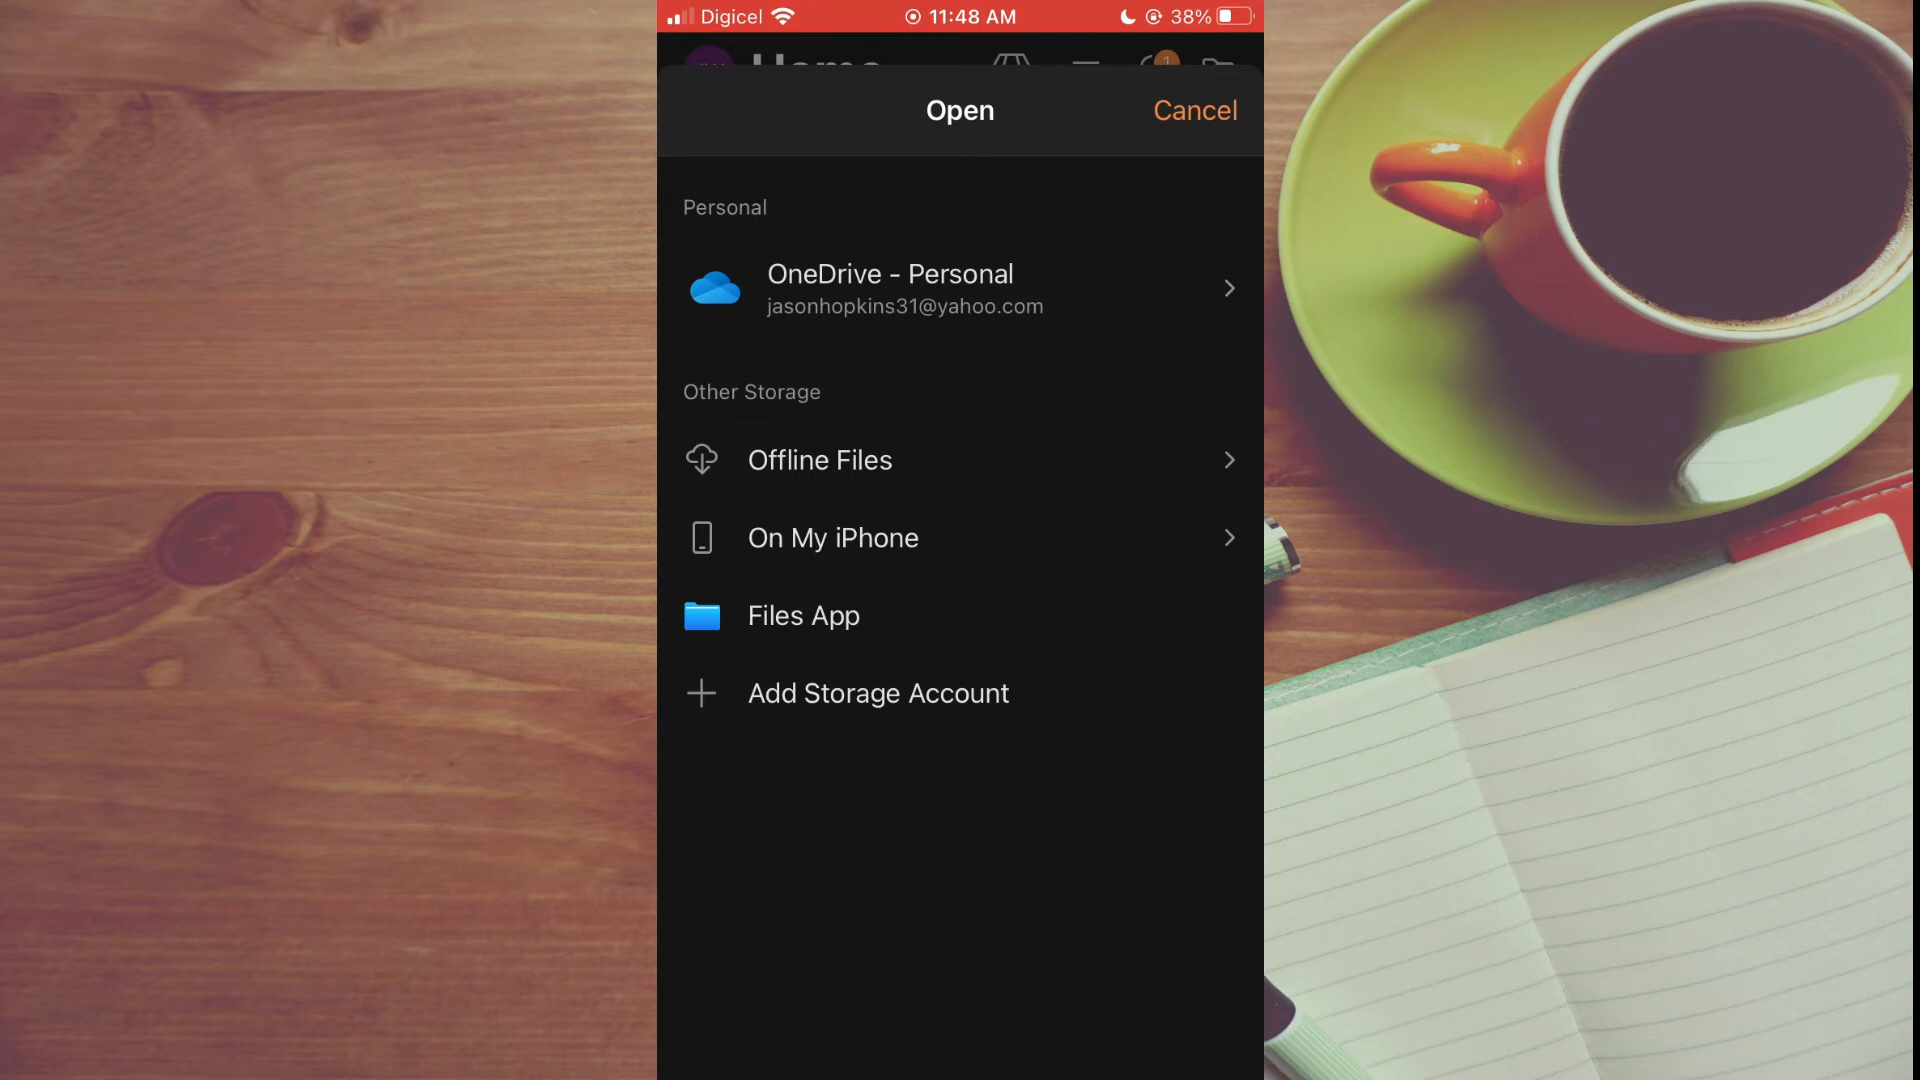 Digicel 11:48 AM 38%
1
Open Cancel
Personal
OneDrive - Personal
jasonhopkins31@yahoo.com
Other Storage
Offline Files
On My iPhone
Files App
Add Storage Account